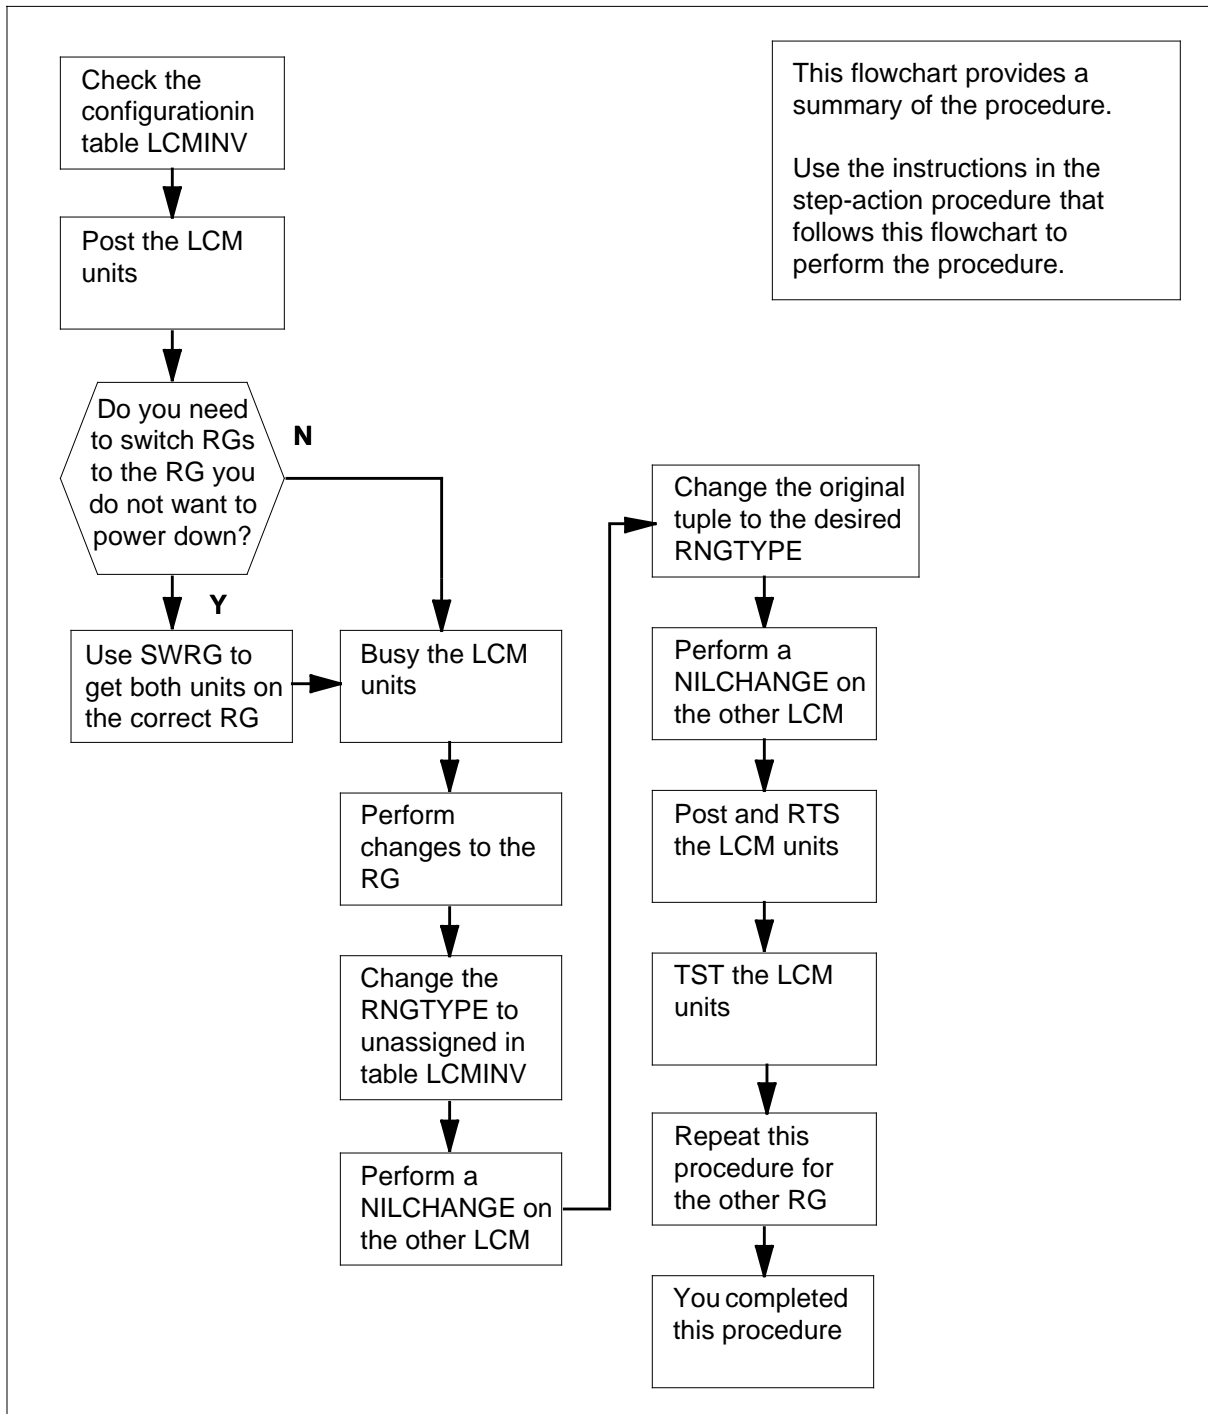 Check the
configurationin
table LCMINV
Post the LCM
units
Do you need
to switch RGs
to the RG you
do not want to
power down?
N
Y
Use SWRG to
get both units on
the correct RG
Busy the LCM
units
Perform
changes to the
RG
Change the
RNGTYPE to
unassigned in
table LCMINV
Perform a
NILCHANGE on
the other LCM
Change the original
tuple to the desired
RNGTYPE
Perform a
NILCHANGE on
the other LCM
Post and RTS
the LCM units
TST the LCM
units
Repeat this
procedure for
the other RG
You completed
this procedure
This flowchart provides a
summary of the procedure.
Use the instructions in the
step-action procedure that
follows this flowchart to
perform the procedure.